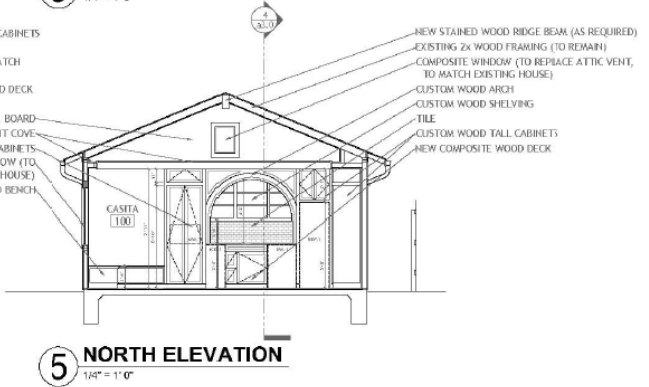 4
a3.0
CABINETS
ATCH
D DECK
BOARD
T COVE
ABINETS
OW (TO
HOUSE)
D BENCH
NEW STAINED WOOD RIDGE BEAM (AS REQUIRED)
EXISTING 2x WOOD FRAMING (TO REMAIN)
COMPOSITE WINDOW (TO REPLACE ATTIC VENT,
TO MATCH EXISTING HOUSE)
CUSTOM WOOD ARCH
CUSTOM WOOD SHELVING
TILE
CUSTOM WOOD TALL CABINETS
NEW COMPOSITE WOOD DECK
CASITA
100
5 NORTH ELEVATION
1/4" = 1'0"